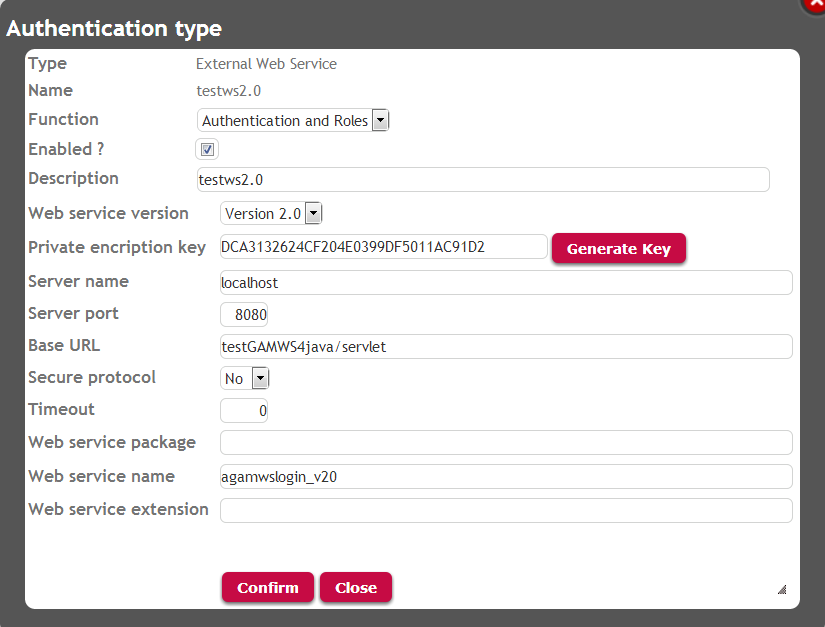 Authentication type
Type External Web Service
Name testws2.0
Function Authentication and Roles
Enabled ?
Description testws2.0
Web service version Version 2.0
Private encription key DCA3132624CF204E0399DF5011AC91D2 Generate Key
Server name localhost
Server port 8080
Base URL testGAMWS4java/servlet
Secure protocol No
Timeout 0
Web service package
Web service name agamwslogin_v20
Web service extension
Confirm Close